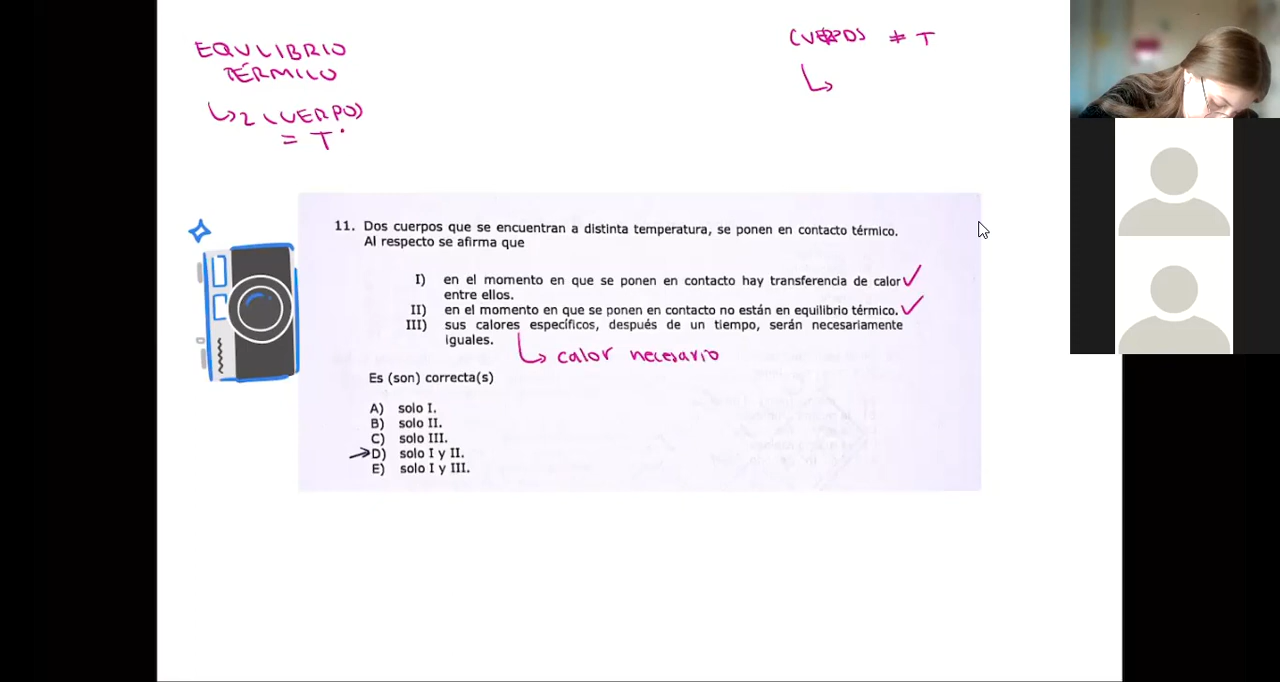 EQULIBRIO
TÉRMICO
↳ 2 CUERPOS
= T°
CUERPOS ≠ T
↳
11. Dos cuerpos que se encuentran a distinta temperatura, se ponen en contacto térmico.
Al respecto se afirma que
I) en el momento en que se ponen en contacto hay transferencia de calor ✓
entre ellos.
II) en el momento en que se ponen en contacto no están en equilibrio térmico. ✓
III) sus calores específicos, después de un tiempo, serán necesariamente
iguales.
↳ calor necesario
Es (son) correcta(s)
A) solo I.
B) solo II.
C) solo III.
→D) solo I y II.
E) solo I y III.